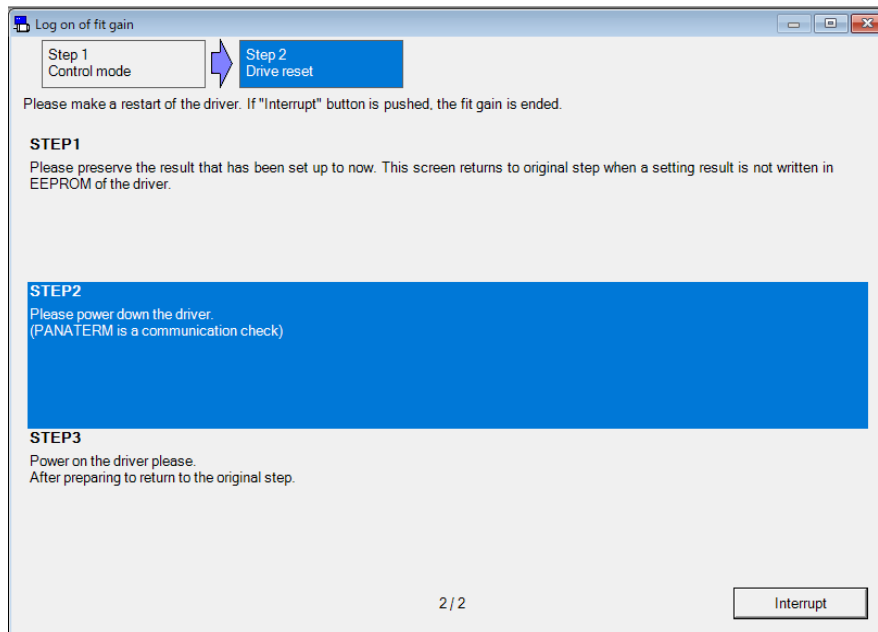 Log on of fit gain
Step 1
Control mode
Step 2
Drive reset
Please make a restart of the driver. If "Interrupt" button is pushed, the fit gain is ended.
STEP1
Please preserve the result that has been set up to now. This screen returns to original step when a setting result is not written in
EEPROM of the driver.
STEP2
Please power down the driver.
(PANATERM is a communication check)
STEP3
Power on the driver please.
After preparing to return to the original step.
2 / 2
Interrupt